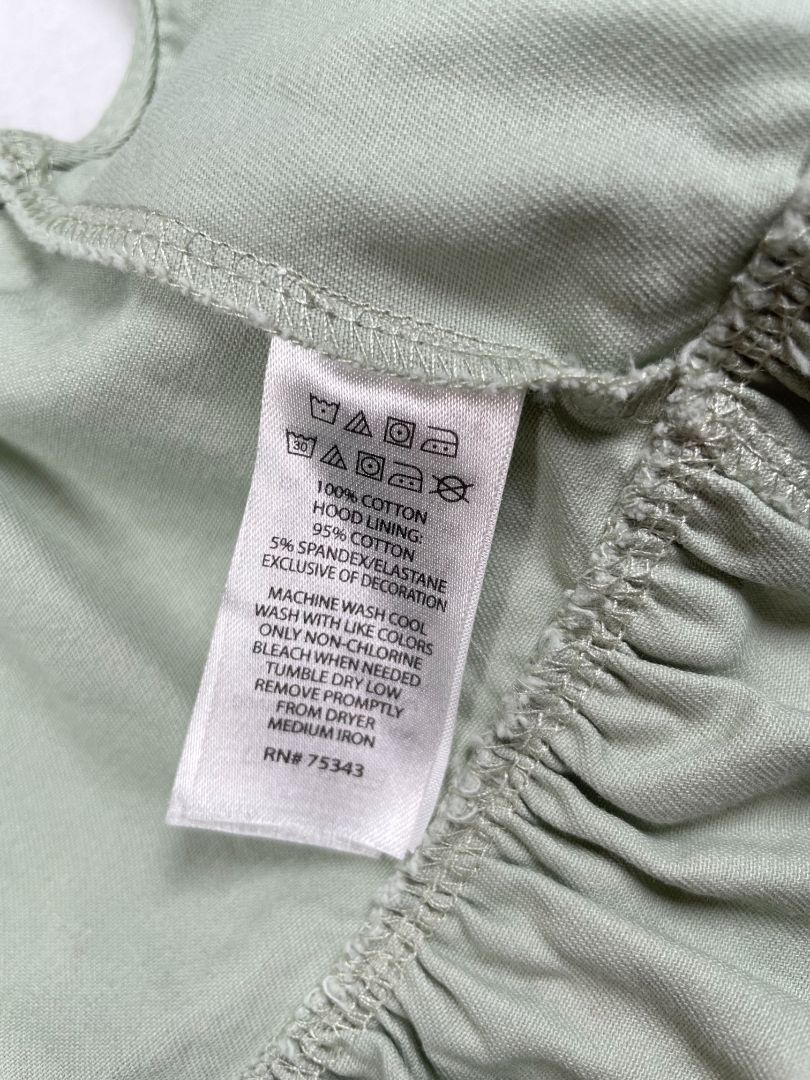 30
100% COTTON
HOOD LINING:
95% COTTON
5% SPANDEX/ELASTANE
EXCLUSIVE OF DECORATION
MACHINE WASH COOL
WASH WITH LIKE COLORS
ONLY NON-CHLORINE
BLEACH WHEN NEEDED
TUMBLE DRY LOW
REMOVE PROMPTLY
FROM DRYER
MEDIUM IRON
RN# 75343